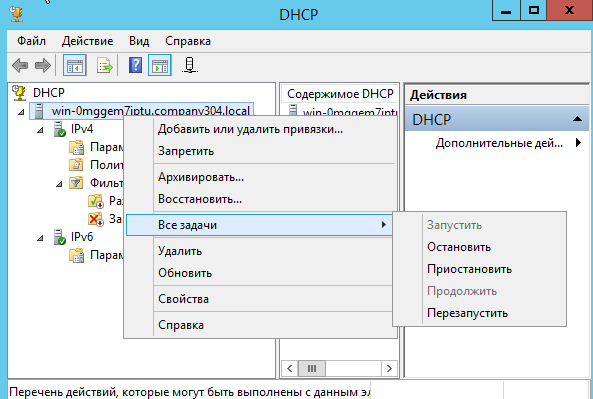 DHCP
Файл Действие Вид Справка
DHCP
win-0mggem7iptu.company304.local
IPv4
Парам
Полит
Фильт
Ра
За
IPv6
Парам
Содержимое DHCP
win-0mggem7iptu
Действия
DHCP
Дополнительные дей...
Добавить или удалить привязки...
Запретить
Архивировать...
Восстановить...
Все задачи
Удалить
Обновить
Свойства
Справка
Запустить
Остановить
Приостановить
Продолжить
Перезапустить
Перечень действий, которые могут быть выполнены с данным эл